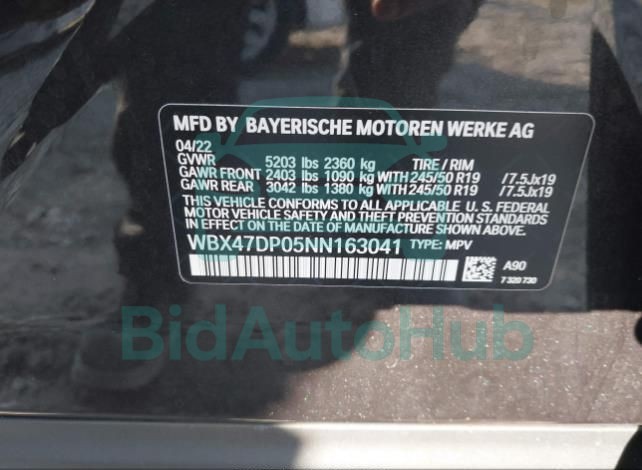 MFD BY BAYERISCHE MOTOREN WERKE AG
04/22
GVWR 5203 lbs 2360 kg TIRE / RIM
GAWR FRONT 2403 lbs 1090 kg WITH 245/50 R19 /7.5Jx19
GAWR REAR 3042 lbs 1380 kg WITH 245/50 R19 /7.5Jx19
THIS VEHICLE CONFORMS TO ALL APPLICABLE U. S. FEDERAL
MOTOR VEHICLE SAFETY AND THEFT PREVENTION STANDARDS
IN EFFECT ON THE DATE OF MANUFACTURE SHOWN ABOVE.
WBX47DP05NN163041 TYPE: MPV
A90
7 320 730
BidAutoHub